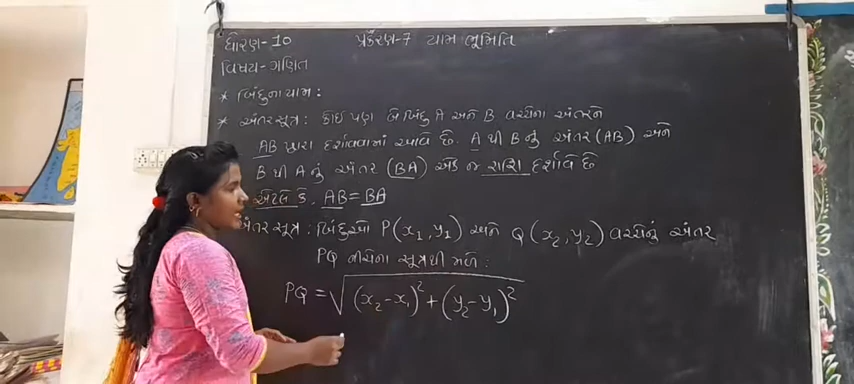 ધોરણ-10
પ્રકરણ-7 યામ ભૂમિતિ
વિષય-ગણિત
* બિંદુના યામ :
* અંતરસૂત્ર : કોઈ પણ બે બિંદુ A અને B વચ્ચેના અંતરને
AB દ્વારા દર્શાવવામાં આવે છે. A થી B નું અંતર (AB) અને
B થી A નું અંતર (BA) એક જ રાશિ દર્શાવે છે
એટલે કે, AB = BA
અંતરસૂત્ર : બિંદુઓ P(x₁, y₁) અને Q(x₂, y₂) વચ્ચેનું અંતર
PQ નીચેના સૂત્રથી મળે :
PQ = √((x₂-x₁)² + (y₂-y₁)²)